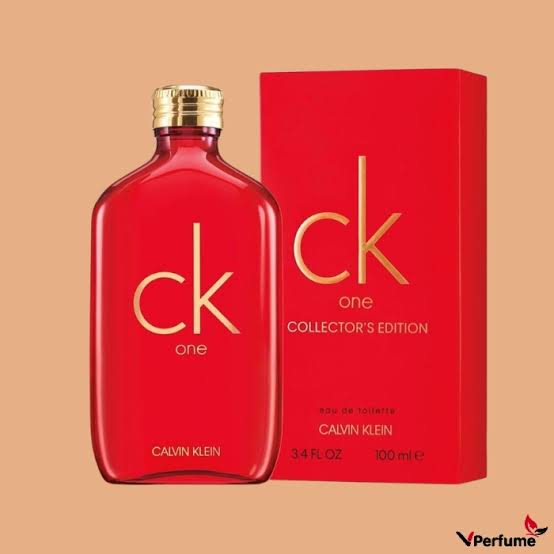 ck
one
CALVIN KLEIN
ck
one
COLLECTOR'S EDITION
eau de toilette
CALVIN KLEIN
3.4 FL OZ 100 ml e
VPerfume